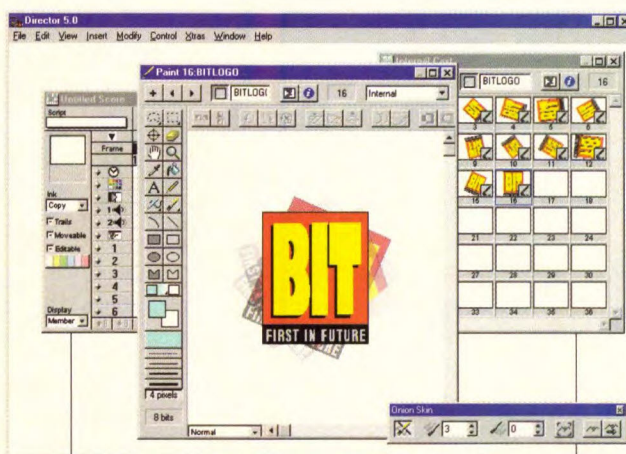 Director 5.0
File Edit View Insert Modify Control Xtras Window Help
Paint 16:BITLOGO
BITLOGO 16 Internal
BITLOGO 16
Untitled Score
Script
Frame
Ink
Copy
Trails
Moveable
Editable
1
2
1
2
3
4
5
6
Display
Member
3 4 5 6
9 10 11 12
15 16 17 18
21 22 23 24
27 28 29 30
33 34 35 36
BIT
FIRST IN FUTURE
4 pixels
8 bits
Normal
Onion Skin
3 0